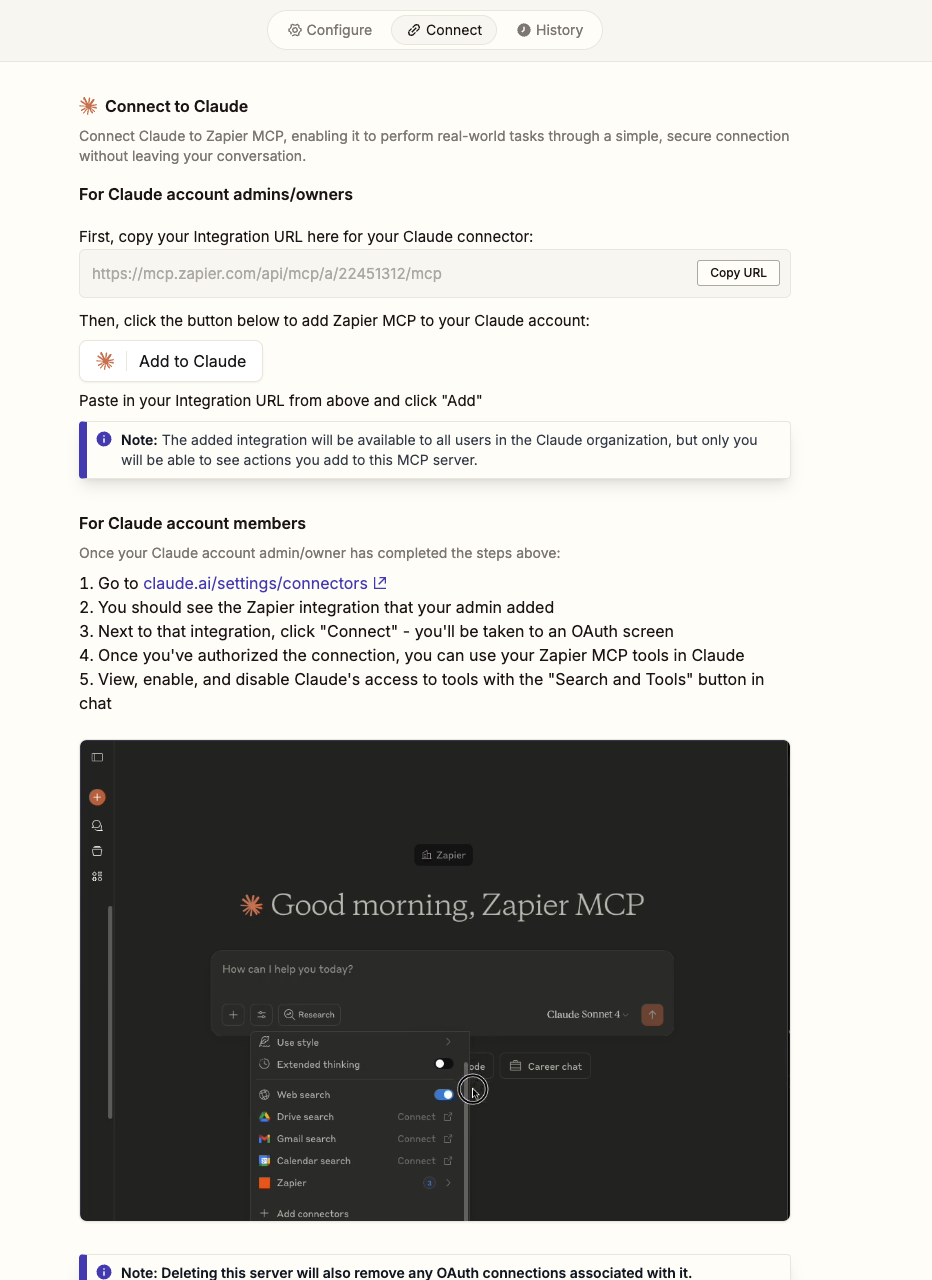 Configure
Connect
History
Connect to Claude
Connect Claude to Zapier MCP, enabling it to perform real-world tasks through a simple, secure connection
without leaving your conversation.
For Claude account admins/owners
First, copy your Integration URL here for your Claude connector:
https://mcp.zapier.com/api/mcp/a/22451312/mcp
Copy URL
Then, click the button below to add Zapier MCP to your Claude account:
Add to Claude
Paste in your Integration URL from above and click "Add"
Note: The added integration will be available to all users in the Claude organization, but only you
will be able to see actions you add to this MCP server.
For Claude account members
Once your Claude account admin/owner has completed the steps above:
1. Go to claude.ai/settings/connectors
2. You should see the Zapier integration that your admin added
3. Next to that integration, click "Connect" - you'll be taken to an OAuth screen
4. Once you've authorized the connection, you can use your Zapier MCP tools in Claude
5. View, enable, and disable Claude's access to tools with the "Search and Tools" button in
chat
Zapier
Good morning, Zapier MCP
How can I help you today?
Research
Claude Sonnet 4
Use style
Extended thinking
ode
Career chat
Web search
Drive search Connect
Gmail search Connect
Calendar search Connect
Zapier 3
Add connectors
Note: Deleting this server will also remove any OAuth connections associated with it.